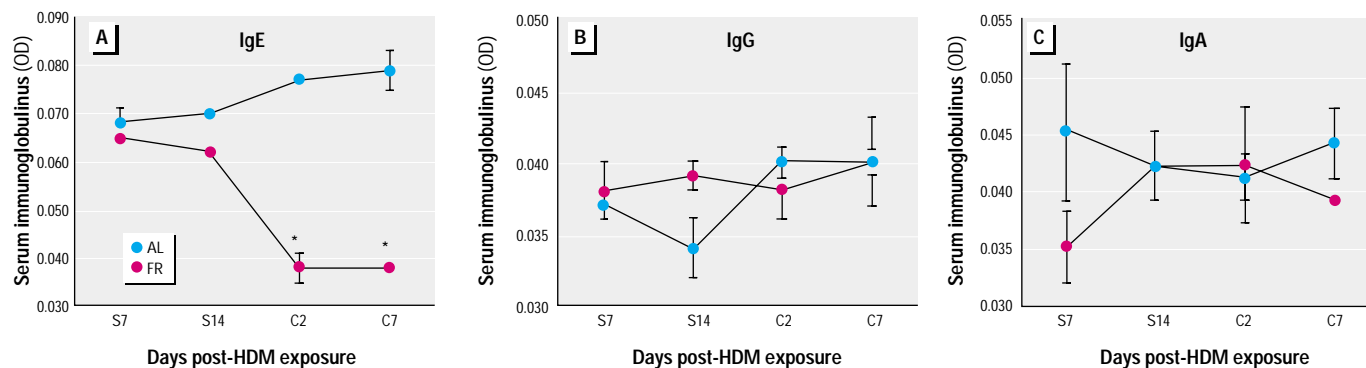 A
IgE
Serum immunoglobulinus (OD)
0.090
0.080
0.070
0.060
0.050
0.040
0.030
AL
FR
*
*
S7 S14 C2 C7
Days post-HDM exposure
B
IgG
Serum immunoglobulinus (OD)
0.050
0.045
0.040
0.035
0.030
S7 S14 C2 C7
Days post-HDM exposure
C
IgA
Serum immunoglobulinus (OD)
0.055
0.050
0.045
0.040
0.035
0.030
S7 S14 C2 C7
Days post-HDM exposure